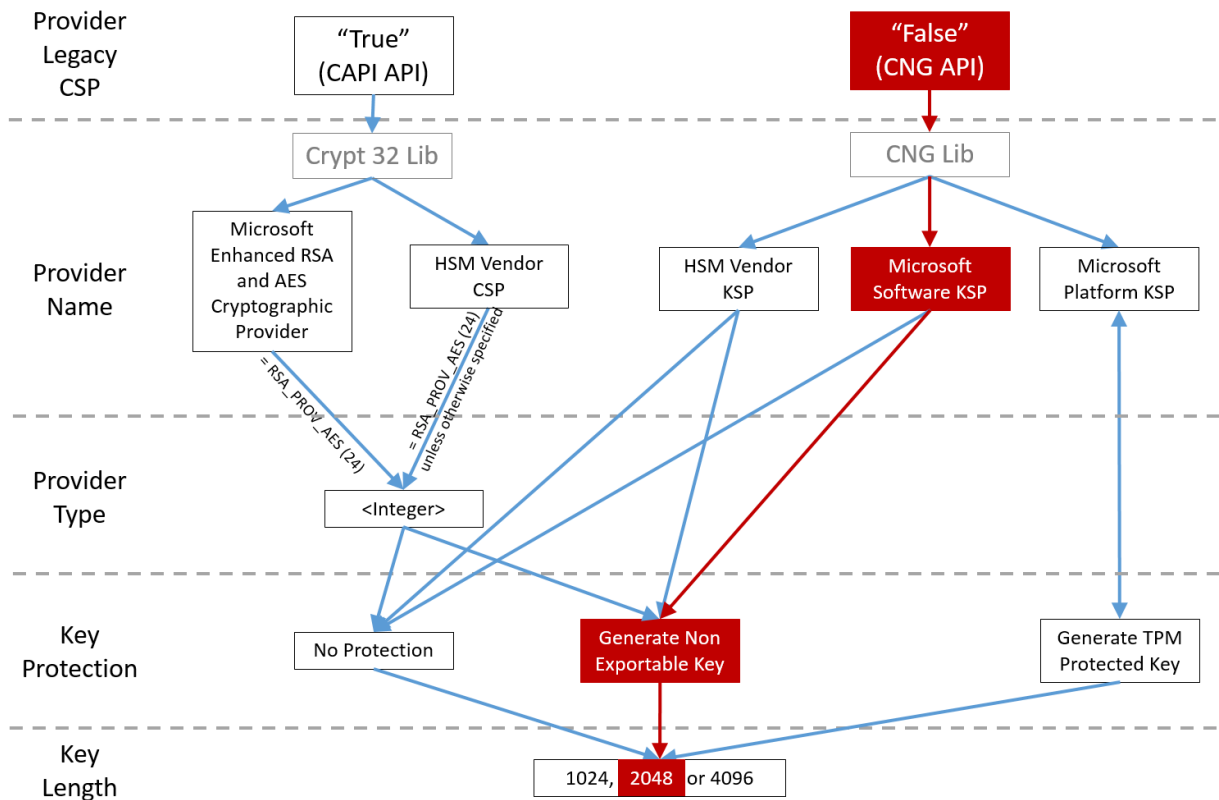 Provider
Legacy
CSP
“True”
(CAPI API)
“False”
(CNG API)
Crypt 32 Lib
CNG Lib
Provider
Name
Microsoft
Enhanced RSA
and AES
Cryptographic
Provider
HSM Vendor
CSP
HSM Vendor
KSP
Microsoft
Software KSP
Microsoft
Platform KSP
= RSA_PROV_AES (24)
= RSA_PROV_AES (24)
unless otherwise specified
Provider
Type
<Integer>
Key
Protection
No Protection
Generate Non
Exportable Key
Generate TPM
Protected Key
Key
Length
1024, 2048 or 4096